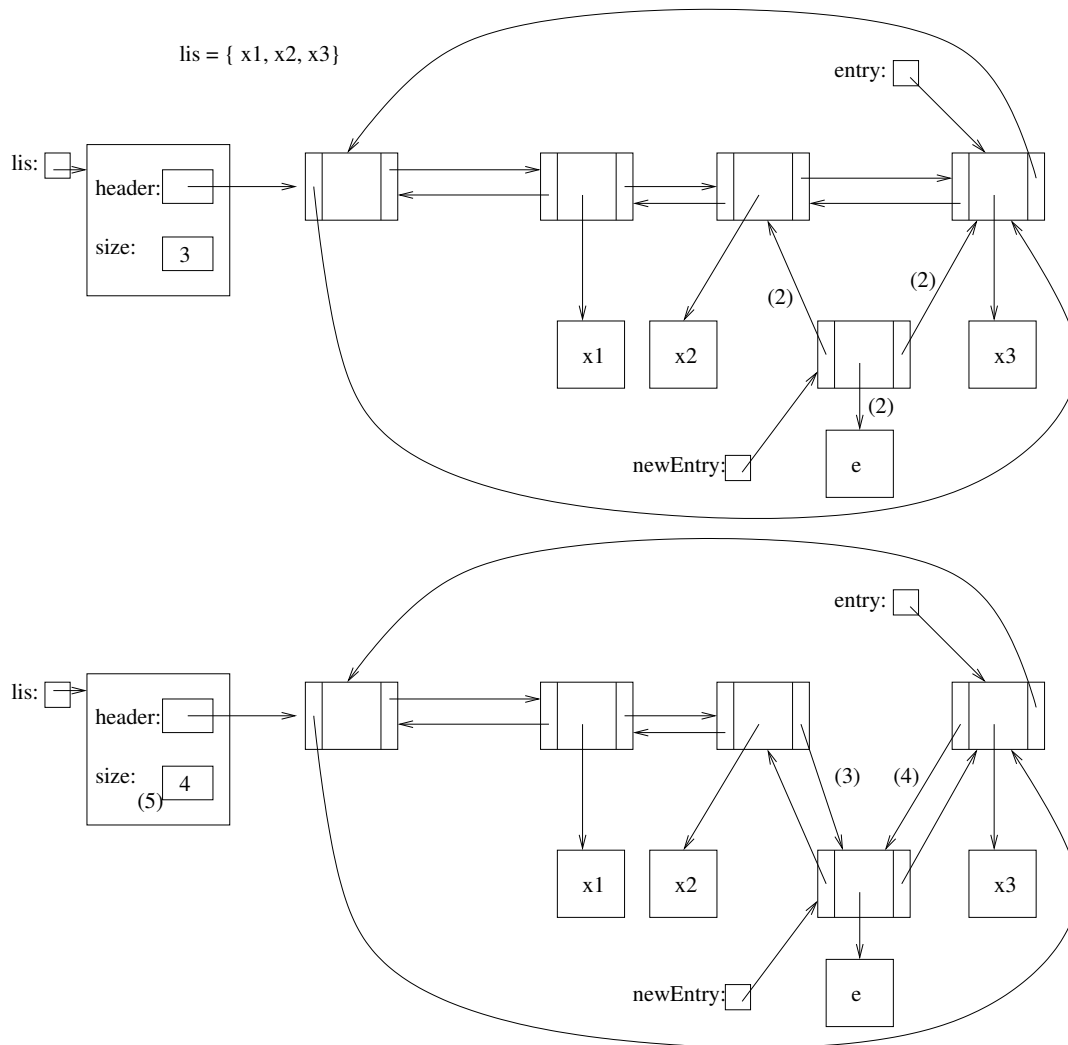 lis = { x1, x2, x3}
entry:
lis:
header:
size:
3
(2)
(2)
x1
x2
x3
(2)
newEntry:
e
entry:
lis:
header:
size:
(5)
4
(3)
(4)
x1
x2
x3
newEntry:
e